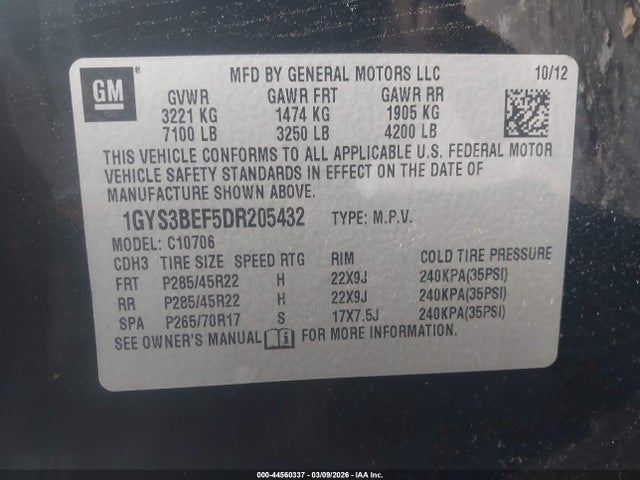 GM
®
MFD BY GENERAL MOTORS LLC 10/12
GVWR GAWR FRT GAWR RR
3221 KG 1474 KG 1905 KG
7100 LB 3250 LB 4200 LB
THIS VEHICLE CONFORMS TO ALL APPLICABLE U.S. FEDERAL MOTOR
VEHICLE SAFETY STANDARDS IN EFFECT ON THE DATE OF
MANUFACTURE SHOWN ABOVE.
1GYS3BEF5DR205432 TYPE: M.P.V.
MODEL: C10706
CDH3 TIRE SIZE SPEED RTG RIM COLD TIRE PRESSURE
FRT P285/45R22 H 22X9J 240KPA(35PSI)
RR P285/45R22 H 22X9J 240KPA(35PSI)
SPA P265/70R17 S 17X7.5J 240KPA(35PSI)
SEE OWNER'S MANUAL FOR MORE INFORMATION.
000-44560337 - 03/09/2026 - IAAI.COM